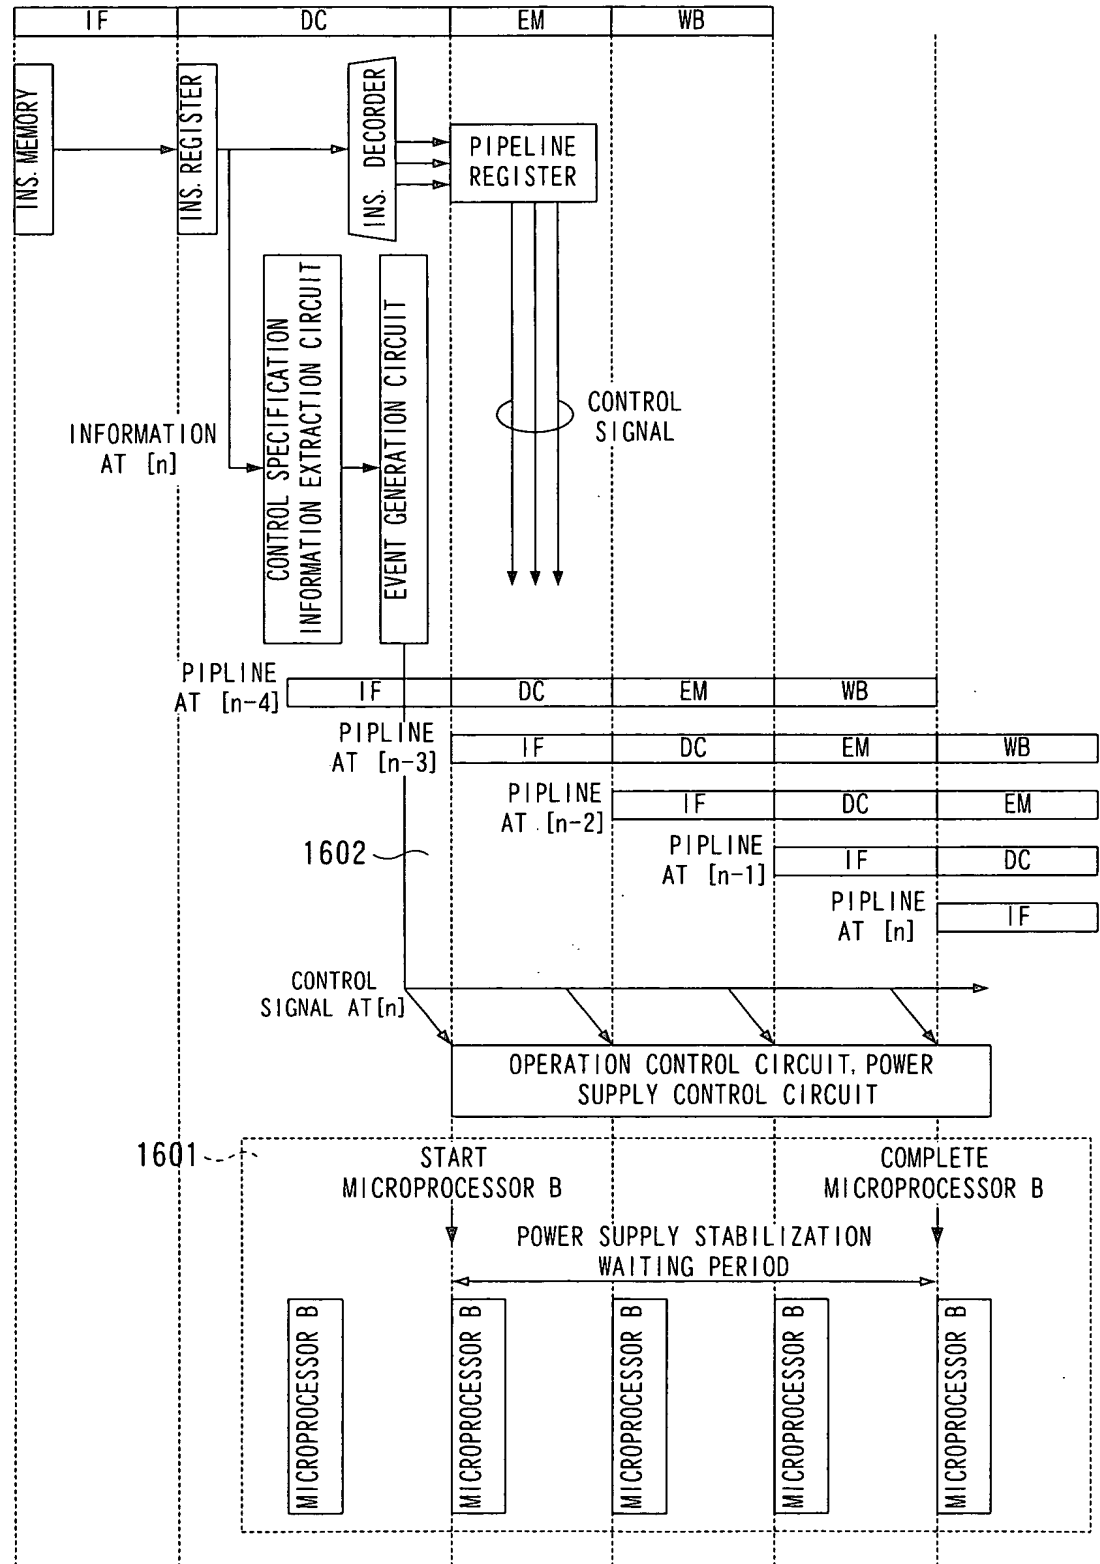 IF DC EM WB
INS. MEMORY
INS. REGISTER
INS. DECORDER
PIPELINE
REGISTER
CONTROL SPECIFICATION
INFORMATION EXTRACTION CIRCUIT
EVENT GENERATION CIRCUIT
CONTROL
SIGNAL
INFORMATION
AT [n]
PIPLINE
AT [n-4]
IF DC EM WB
PIPLINE
AT [n-3]
IF DC EM WB
PIPLINE
AT [n-2]
IF DC EM
1602
PIPLINE
AT [n-1]
IF DC
PIPLINE
AT [n]
IF
CONTROL
SIGNAL AT[n]
OPERATION CONTROL CIRCUIT, POWER
SUPPLY CONTROL CIRCUIT
1601
START
MICROPROCESSOR B
COMPLETE
MICROPROCESSOR B
POWER SUPPLY STABILIZATION
WAITING PERIOD
MICROPROCESSOR B
MICROPROCESSOR B
MICROPROCESSOR B
MICROPROCESSOR B
MICROPROCESSOR B